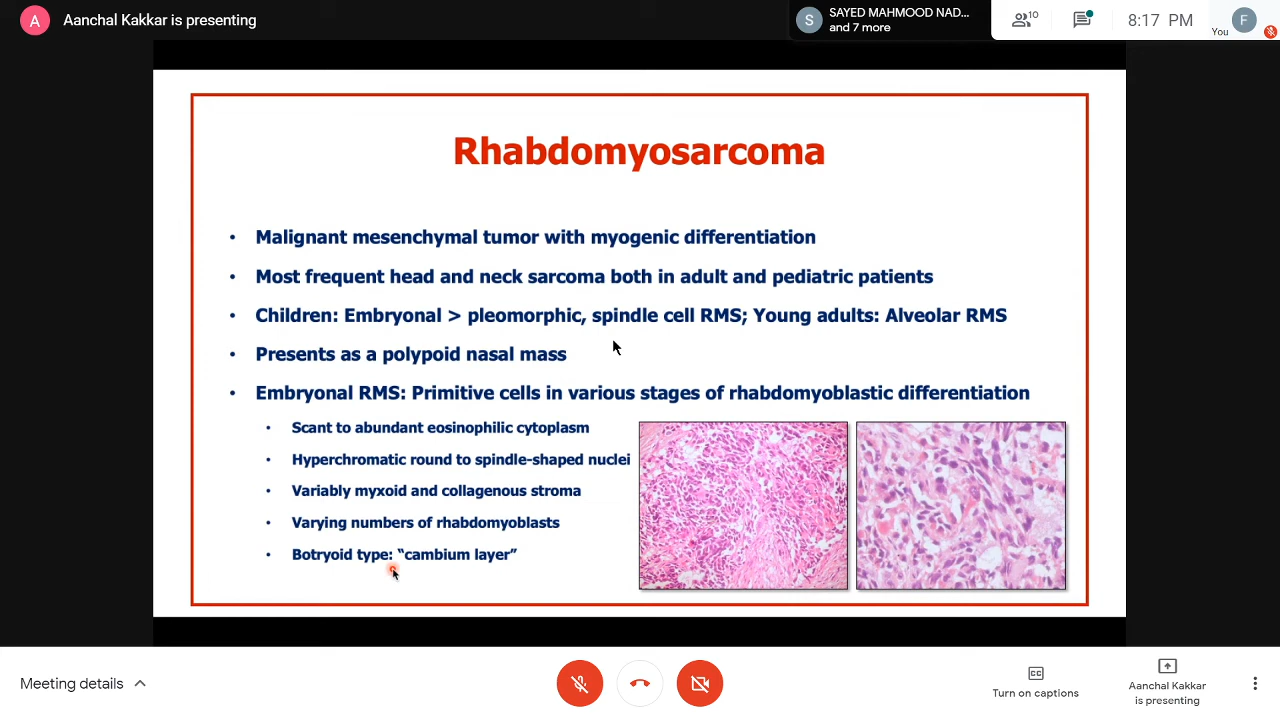 A
Aanchal Kakkar is presenting
S
SAYED MAHMOOD NAD...
and 7 more
10
8:17 PM
You
F
Rhabdomyosarcoma
• Malignant mesenchymal tumor with myogenic differentiation
• Most frequent head and neck sarcoma both in adult and pediatric patients
• Children: Embryonal > pleomorphic, spindle cell RMS; Young adults: Alveolar RMS
• Presents as a polypoid nasal mass
• Embryonal RMS: Primitive cells in various stages of rhabdomyoblastic differentiation
• Scant to abundant eosinophilic cytoplasm
• Hyperchromatic round to spindle-shaped nuclei
• Variably myxoid and collagenous stroma
• Varying numbers of rhabdomyoblasts
• Botryoid type: “cambium layer”
Meeting details
CC
Turn on captions
Aanchal Kakkar
is presenting